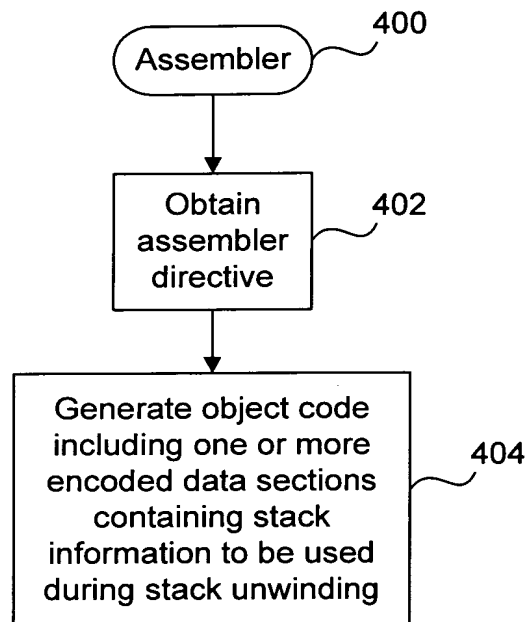 Assembler
400
Obtain
assembler
directive
402
Generate object code
including one or more
encoded data sections
containing stack
information to be used
during stack unwinding
404